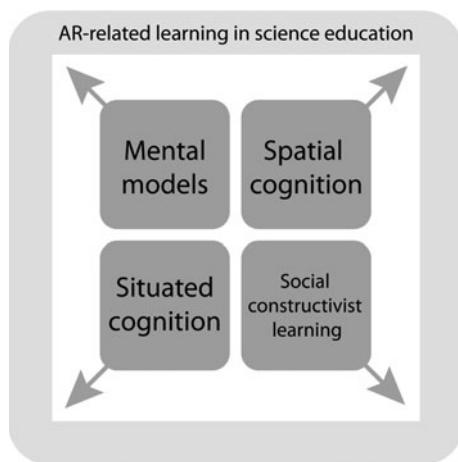 AR-related learning in science education
Mental
models
Spatial
cognition
Situated
cognition
Social
constructivist
learning